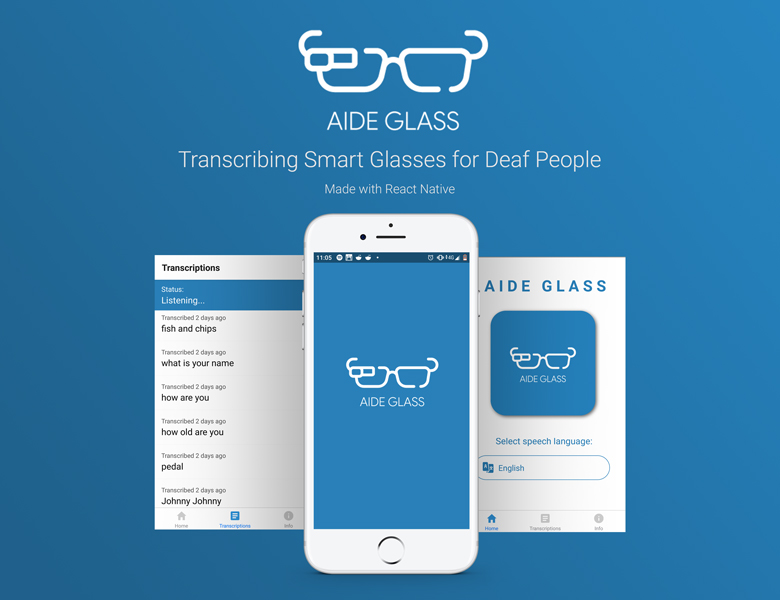 AIDE GLASS
Transcribing Smart Glasses for Deaf People
Made with React Native
Transcriptions
Status:
Listening...
Transcribed 2 days ago
fish and chips
Transcribed 2 days ago
what is your name
Transcribed 2 days ago
how are you
Transcribed 2 days ago
how old are you
Transcribed 2 days ago
pedal
Transcribed 2 days ago
Johnny Johnny
Home
Transcriptions
Info
11:05
4G
AIDE GLASS
AIDE GLASS
AIDE GLASS
Select speech language:
English
Home
Transcriptions
Info